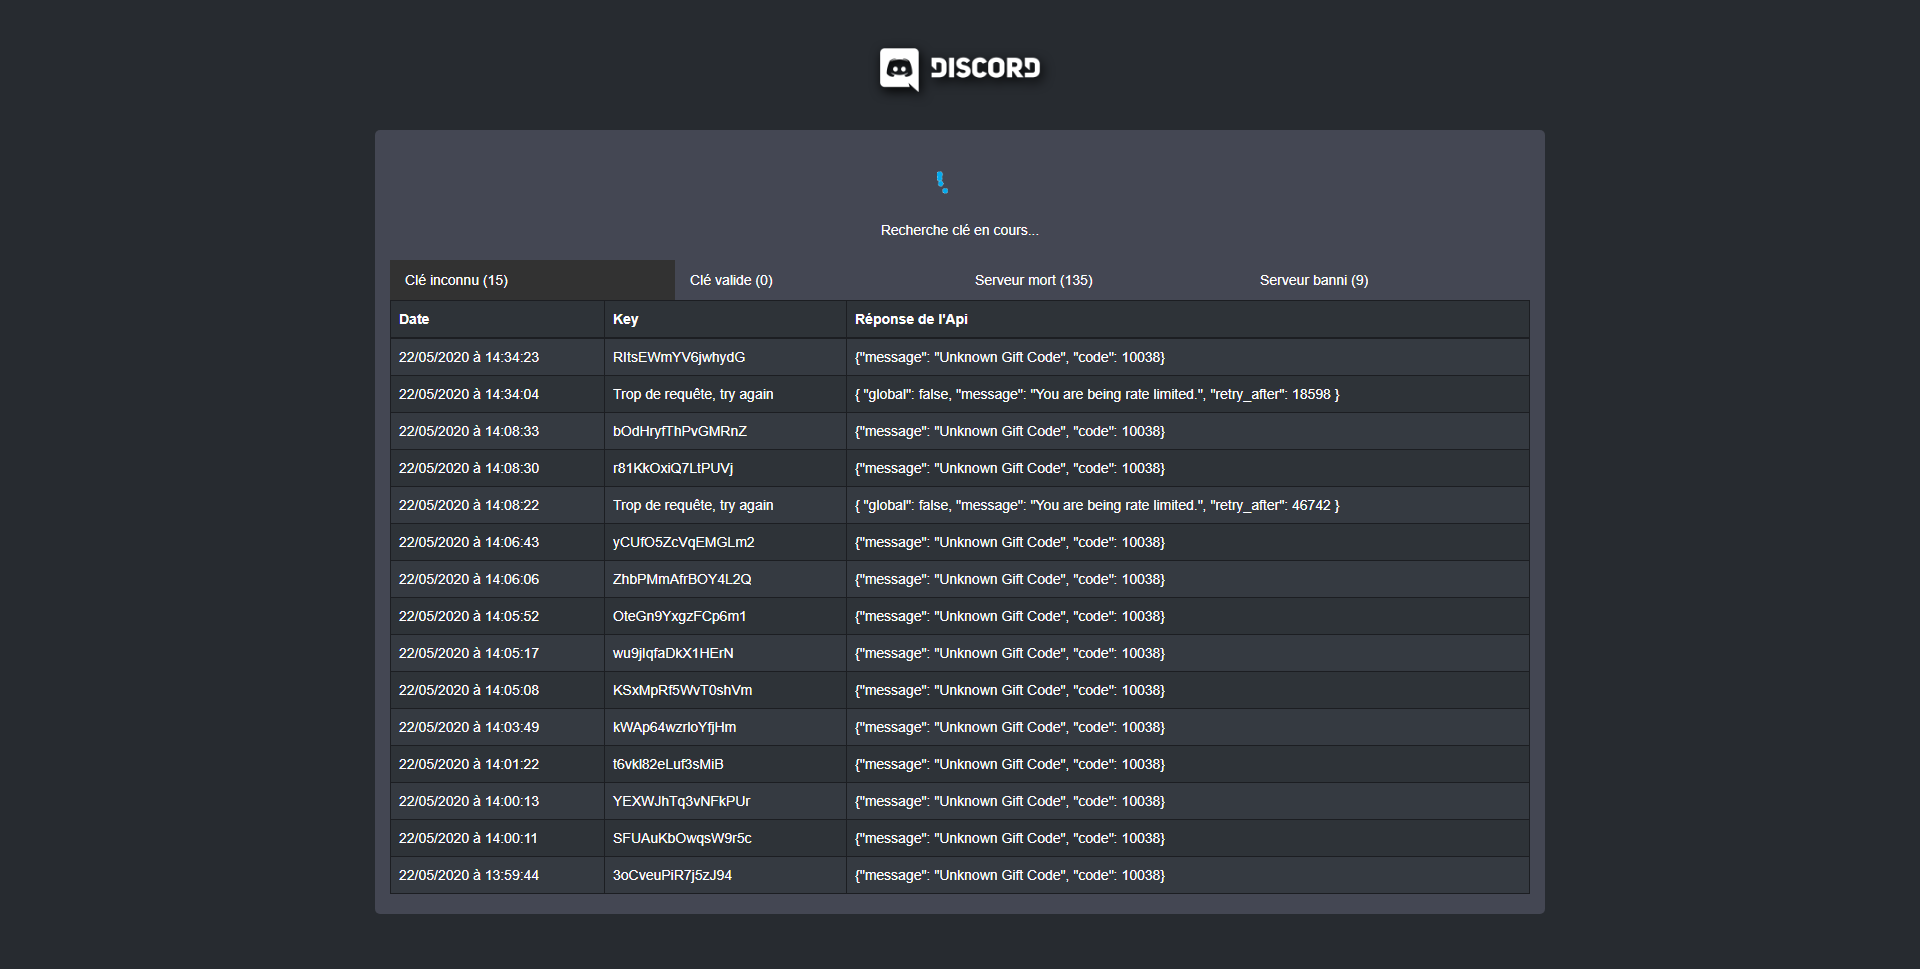 DISCORD
Recherche clé en cours...
Clé inconnu (15) Clé valide (0) Serveur mort (135) Serveur banni (9)
Date Key Réponse de l'Api
22/05/2020 à 14:34:23 RItsEWmYV6jwhydG {"message": "Unknown Gift Code", "code": 10038}
22/05/2020 à 14:34:04 Trop de requête, try again { "global": false, "message": "You are being rate limited.", "retry_after": 18598 }
22/05/2020 à 14:08:33 bOdHryfThPvGMRnZ {"message": "Unknown Gift Code", "code": 10038}
22/05/2020 à 14:08:30 r81KkOxiQ7LtPUVj {"message": "Unknown Gift Code", "code": 10038}
22/05/2020 à 14:08:22 Trop de requête, try again { "global": false, "message": "You are being rate limited.", "retry_after": 46742 }
22/05/2020 à 14:06:43 yCUfO5ZcVqEMGLm2 {"message": "Unknown Gift Code", "code": 10038}
22/05/2020 à 14:06:06 ZhbPMmAfrBOY4L2Q {"message": "Unknown Gift Code", "code": 10038}
22/05/2020 à 14:05:52 OteGn9YxgzFCp6m1 {"message": "Unknown Gift Code", "code": 10038}
22/05/2020 à 14:05:17 wu9jIqfaDkX1HErN {"message": "Unknown Gift Code", "code": 10038}
22/05/2020 à 14:05:08 KSxMpRf5WvT0shVm {"message": "Unknown Gift Code", "code": 10038}
22/05/2020 à 14:03:49 kWAp64wzrIoYfjHm {"message": "Unknown Gift Code", "code": 10038}
22/05/2020 à 14:01:22 t6vkI82eLuf3sMiB {"message": "Unknown Gift Code", "code": 10038}
22/05/2020 à 14:00:13 YEXWJhTq3vNFkPUr {"message": "Unknown Gift Code", "code": 10038}
22/05/2020 à 14:00:11 SFUAuKbOwqsW9r5c {"message": "Unknown Gift Code", "code": 10038}
22/05/2020 à 13:59:44 3oCveuPiR7j5zJ94 {"message": "Unknown Gift Code", "code": 10038}